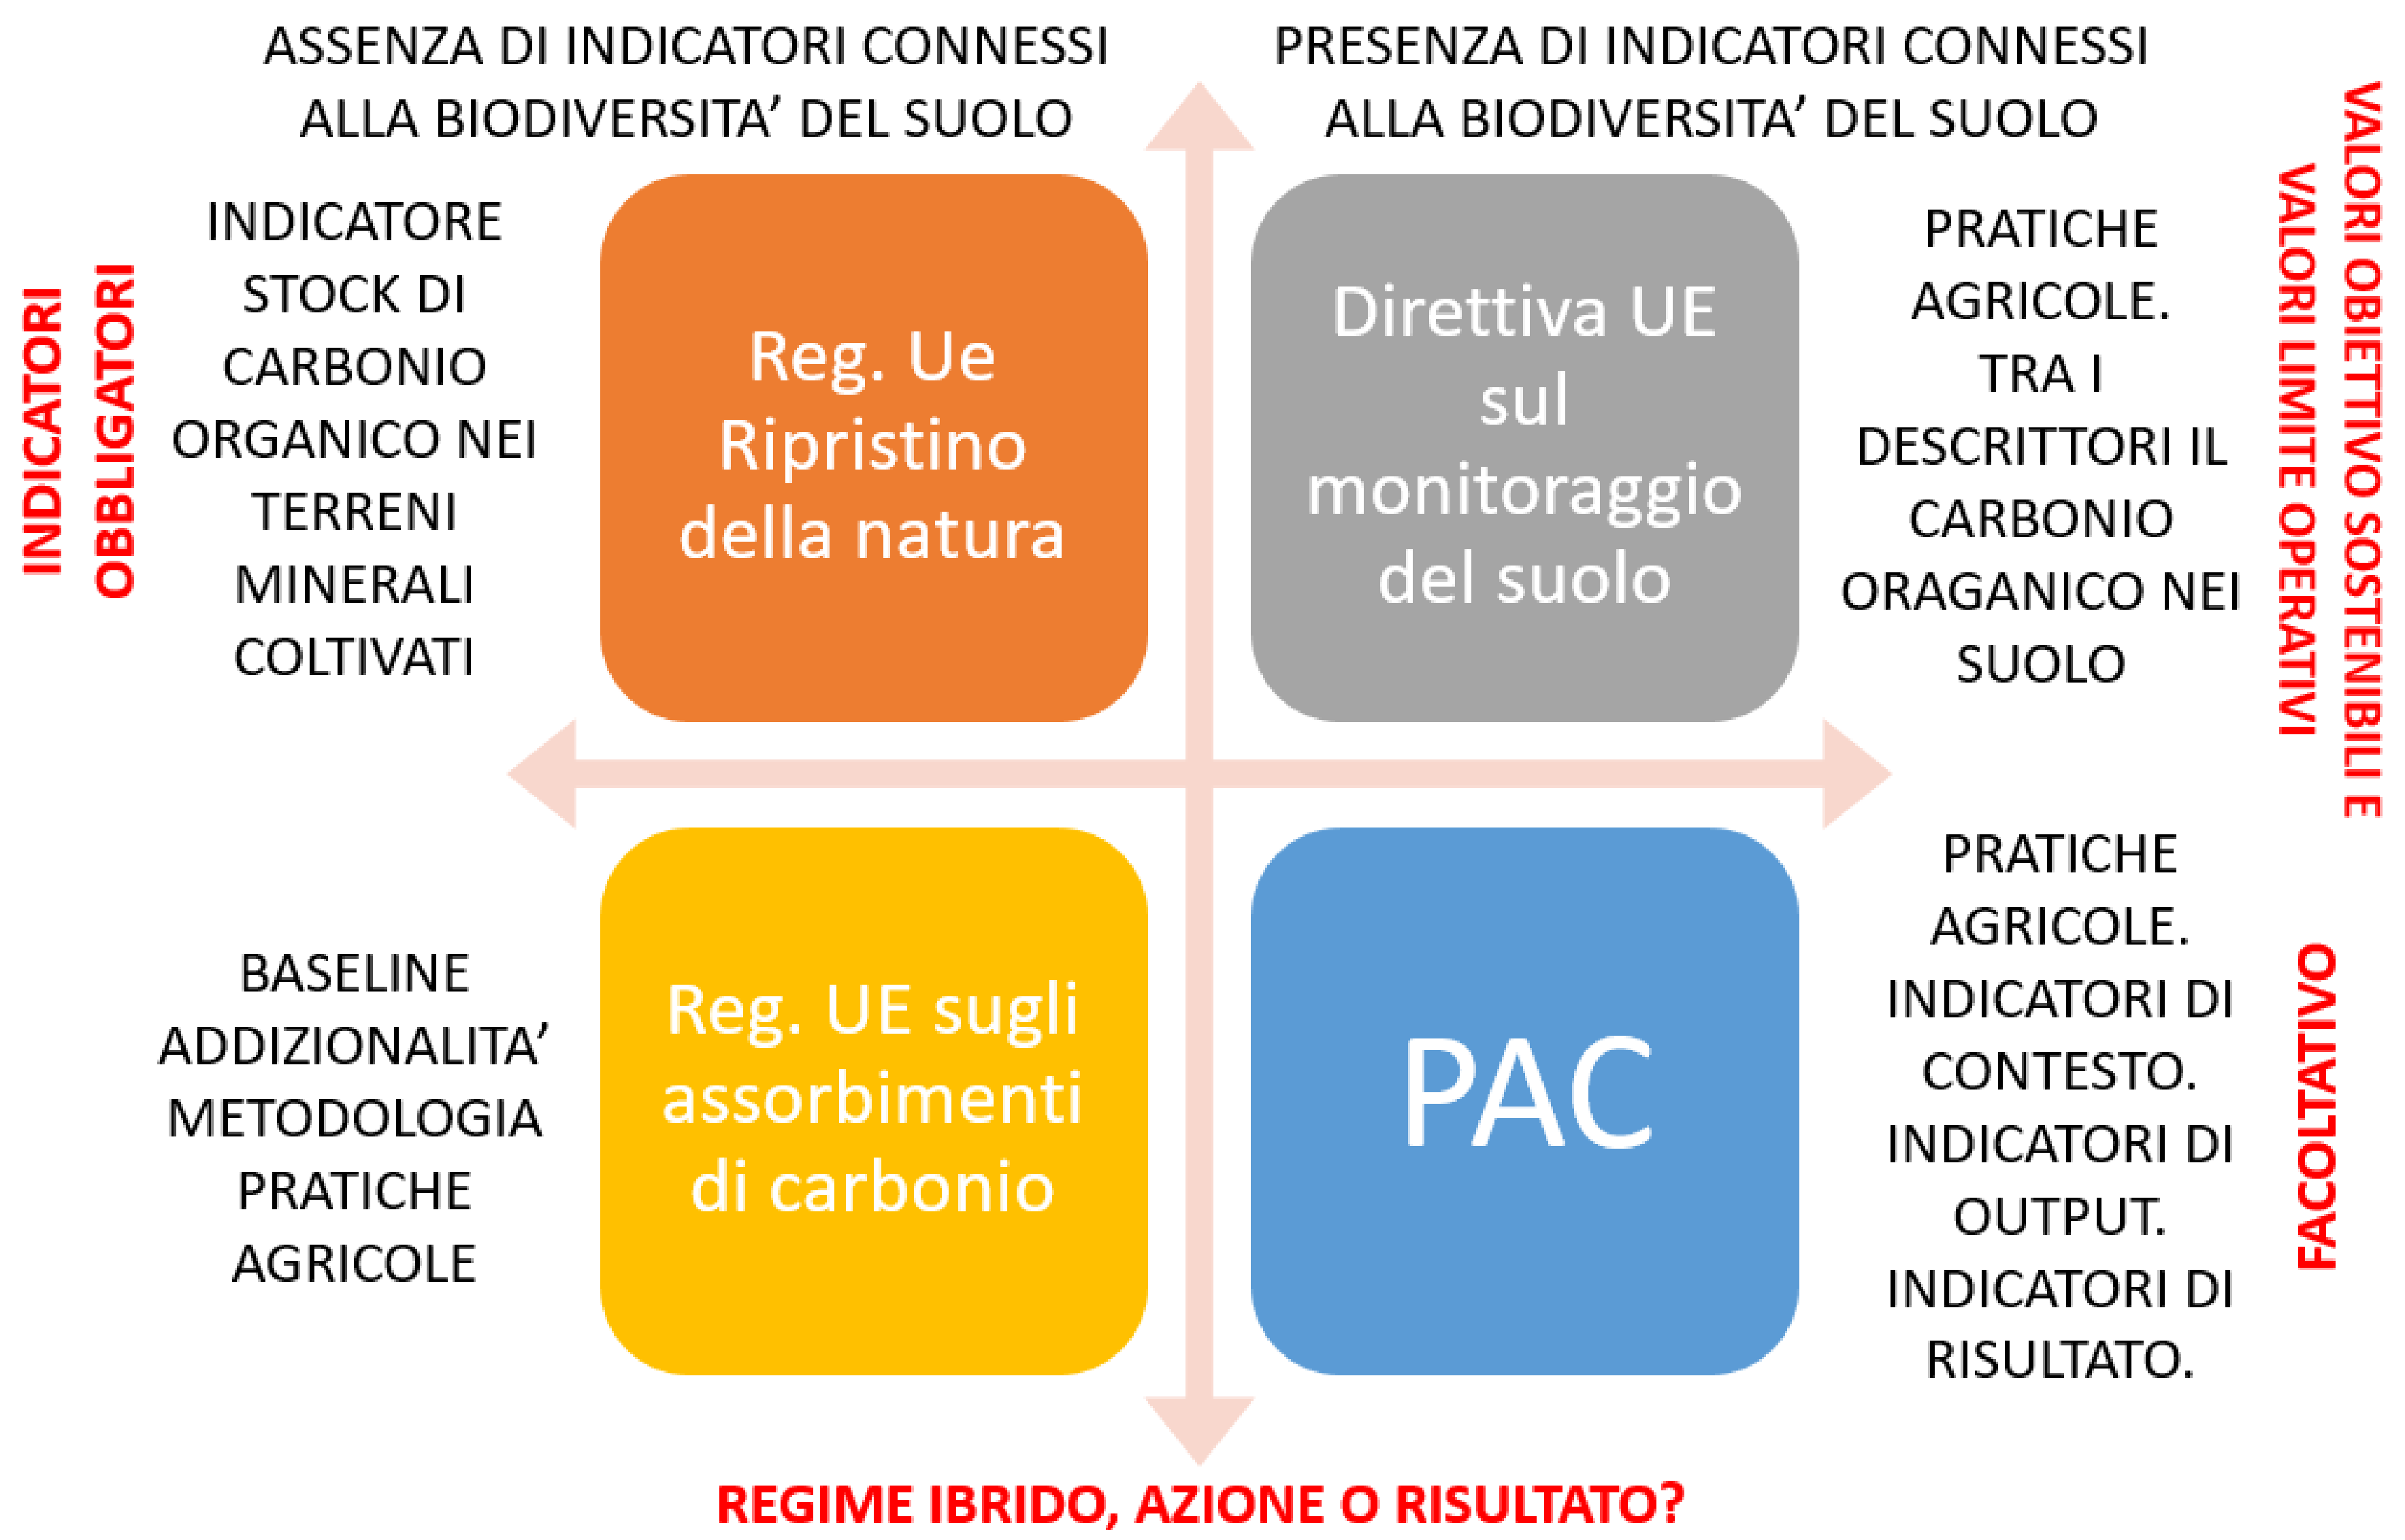 ASSENZA DI INDICATORI CONNESSI
ALLA BIODIVERSITA’ DEL SUOLO
PRESENZA DI INDICATORI CONNESSI
ALLA BIODIVERSITA’ DEL SUOLO
INDICATORI
OBBLIGATORI
INDICATORE
STOCK DI
CARBONIO
ORGANICO NEI
TERRENI
MINERALI
COLTIVATI
Reg. Ue
Ripristino
della natura
Direttiva UE
sul
monitoraggio
del suolo
PRATICHE
AGRICOLE.
TRA I
DESCRITTORI IL
CARBONIO
ORAGANICO NEI
SUOLO
VALORI OBIETTIVO SOSTENIBILI E
VALORI LIMITE OPERATIVI
BASELINE
ADDIZIONALITA’
METODOLOGIA
PRATICHE
AGRICOLE
Reg. UE sugli
assorbimenti
di carbonio
PAC
PRATICHE
AGRICOLE.
INDICATORI DI
CONTESTO.
INDICATORI DI
OUTPUT.
INDICATORI DI
RISULTATO.
FACOLTATIVO
REGIME IBRIDO, AZIONE O RISULTATO?